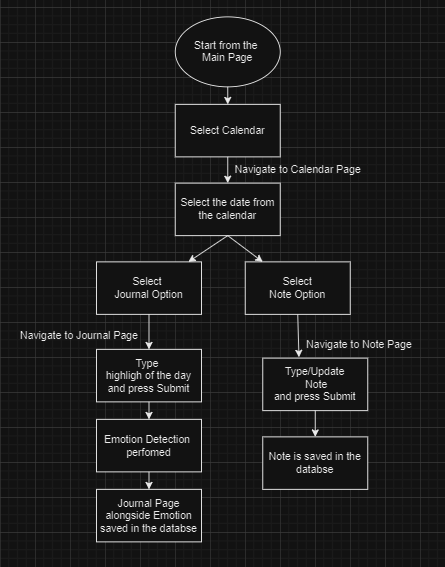 Start from the
Main Page
Select Calendar
Navigate to Calendar Page
Select the date from
the calendar
Select
Journal Option
Select
Note Option
Navigate to Journal Page
Navigate to Note Page
Type
highligh of the day
and press Submit
Type/Update
Note
and press Submit
Emotion Detection
perfomed
Note is saved in the
databse
Journal Page
alongside Emotion
saved in the databse